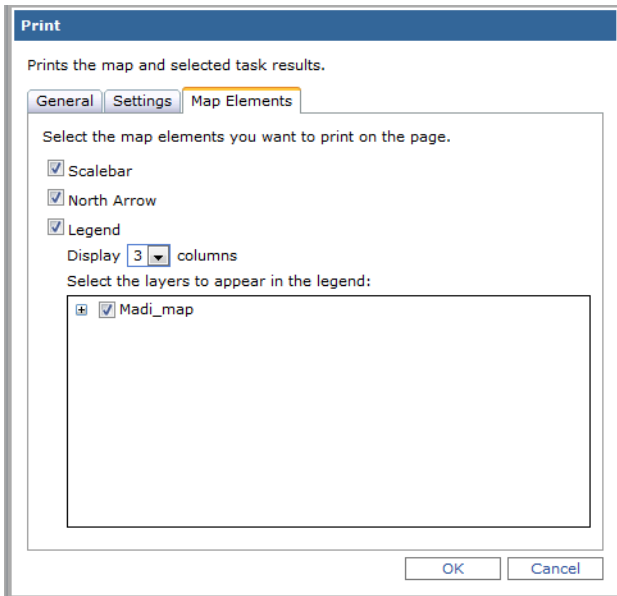 Print
Prints the map and selected task results.
General Settings Map Elements
Select the map elements you want to print on the page.
Scalebar
North Arrow
Legend
Display 3 columns
Select the layers to appear in the legend:
Madi_map
OK Cancel